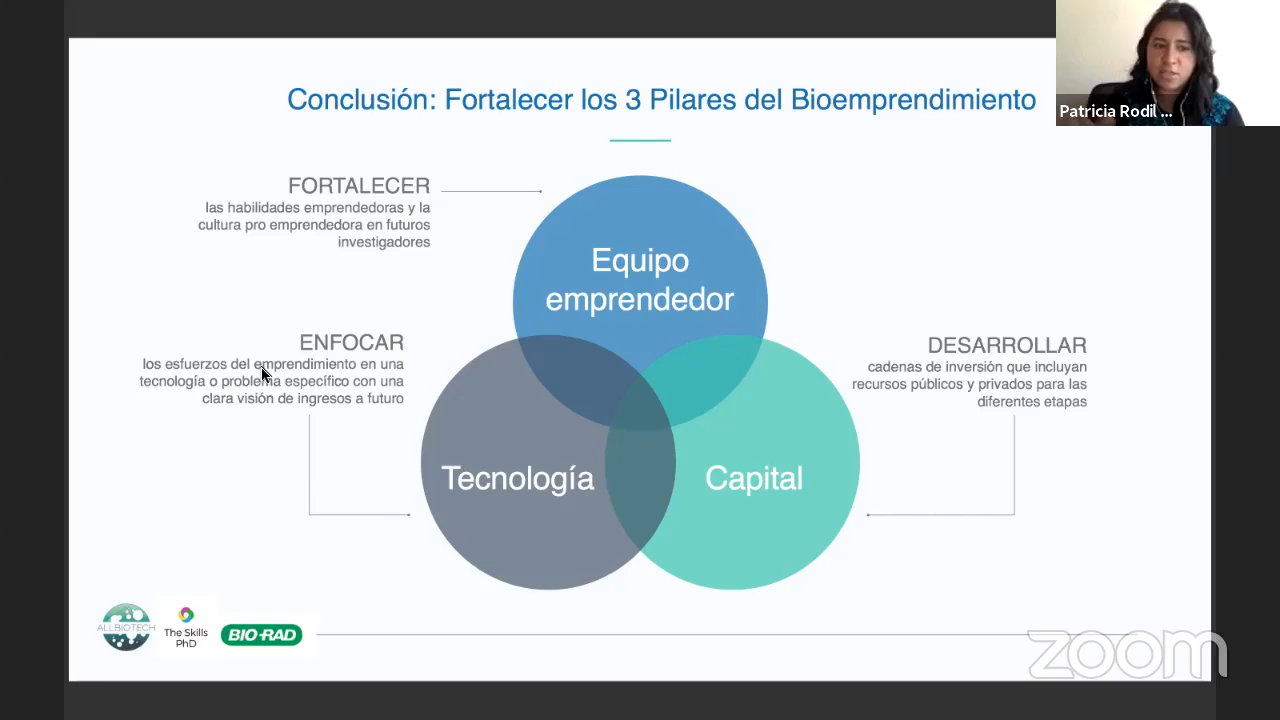 Conclusión: Fortalecer los 3 Pilares del Bioemprendimiento
Patricia Rodil ...
FORTALECER
las habilidades emprendedoras y la
cultura pro emprendedora en futuros
investigadores
Equipo
emprendedor
ENFOCAR
los esfuerzos del emprendimiento en una
tecnología o problema específico con una
clara visión de ingresos a futuro
DESARROLLAR
cadenas de inversión que incluyan
recursos públicos y privados para las
diferentes etapas
Tecnología
Capital
ALLBIOTECH
The Skills
PhD
BIO-RAD
zoom